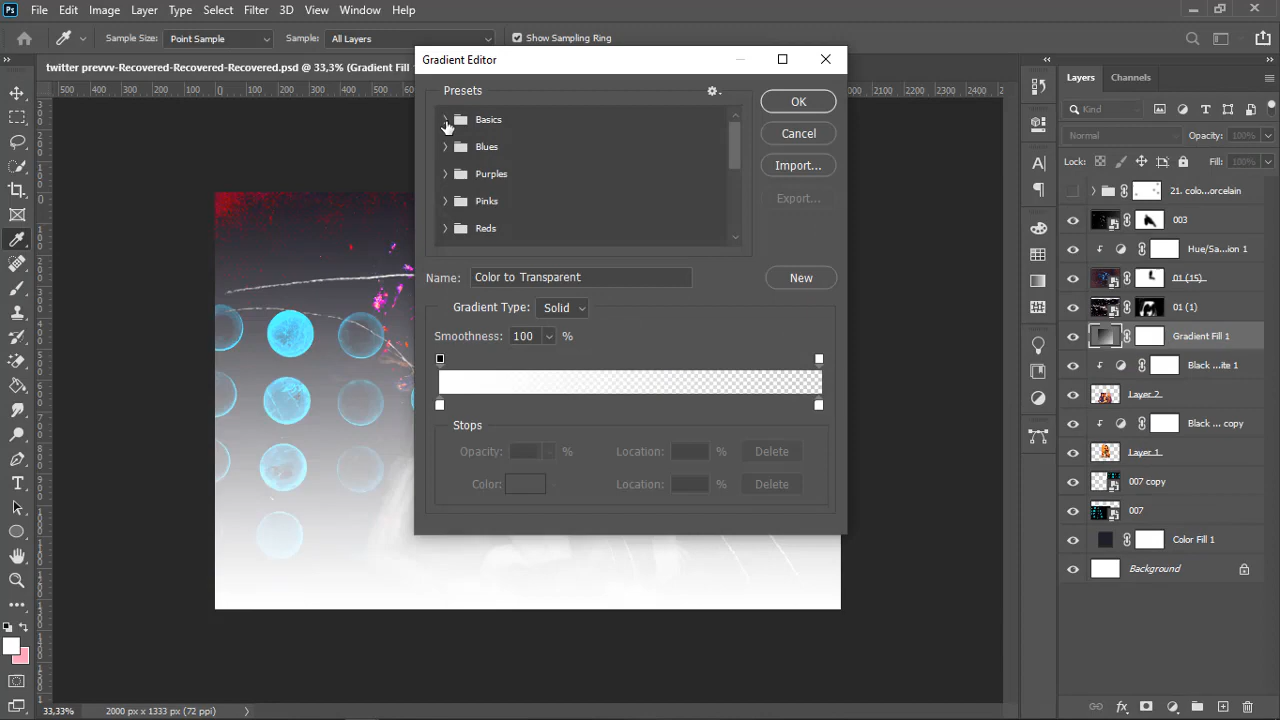 Ps File Edit Image Layer Type Select Filter 3D View Window Help
Sample Size: Point Sample Sample: All Layers Show Sampling Ring
twitter prevvv-Recovered-Recovered-Recovered.psd @ 33,3% (Gradient Fill
Gradient Editor
Presets
Basics
Blues
Purples
Pinks
Reds
OK
Cancel
Import...
Export...
Name: Color to Transparent
New
Gradient Type: Solid
Smoothness: 100 %
Stops
Opacity: % Location: % Delete
Color: Location: % Delete
Layers Channels
Kind
Normal Opacity: 100%
Lock: Fill: 100%
21. colo...orcelain
003
Hue/Sa...ion 1
01 (15)
01 (1)
Gradient Fill 1
Black ...ite 1
Layer 2
Black ... copy
Layer 1
007 copy
007
Color Fill 1
Background
33,33% 2000 px x 1333 px (72 ppi)